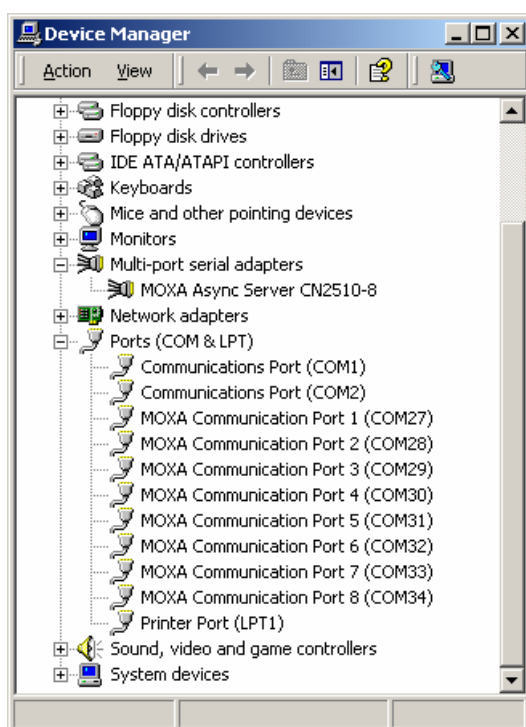 Device Manager
Action View
Floppy disk controllers
Floppy disk drives
IDE ATA/ATAPI controllers
Keyboards
Mice and other pointing devices
Monitors
Multi-port serial adapters
MOXA Async Server CN2510-8
Network adapters
Ports (COM & LPT)
Communications Port (COM1)
Communications Port (COM2)
MOXA Communication Port 1 (COM27)
MOXA Communication Port 2 (COM28)
MOXA Communication Port 3 (COM29)
MOXA Communication Port 4 (COM30)
MOXA Communication Port 5 (COM31)
MOXA Communication Port 6 (COM32)
MOXA Communication Port 7 (COM33)
MOXA Communication Port 8 (COM34)
Printer Port (LPT1)
Sound, video and game controllers
System devices